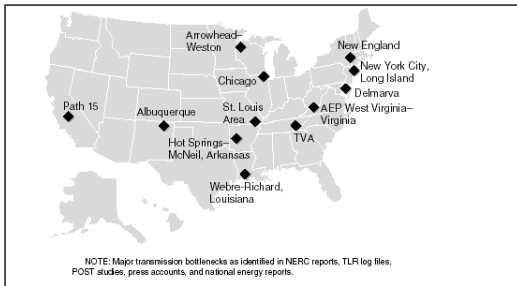 Arrowhead–
Weston
New England
New York City,
Long Island
Chicago
Delmarva
Path 15
Albuquerque
St. Louis
Area
AEP West Virginia–
Virginia
TVA
Hot Springs–
McNeil, Arkansas
Webre-Richard,
Louisiana
NOTE: Major transmission bottlenecks as identified in NERC reports, TLR log files,
POST studies, press accounts, and national energy reports.